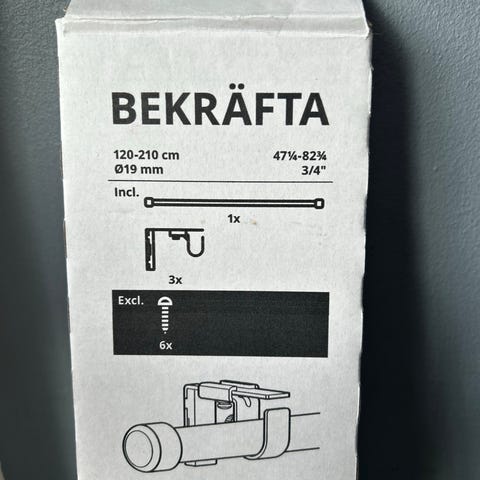 BEKRÄFTA
120-210 cm 47¼-82¾
Ø19 mm 3/4"
Incl.
1x
3x
Excl.
6x